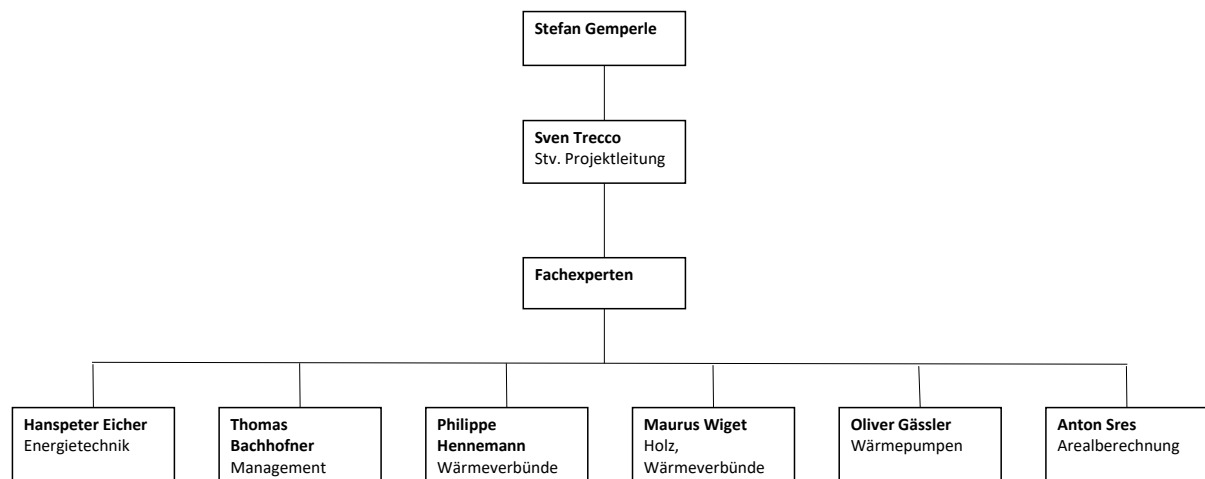 Stefan Gemperle
Sven Trecco
Stv. Projektleitung
Fachexperten
Hanspeter Eicher
Energietechnik
Thomas
Bachhofner
Management
Philippe
Hennemann
Wärmeverbünde
Maurus Wiget
Holz,
Wärmeverbünde
Oliver Gässler
Wärmepumpen
Anton Sres
Arealberechnung